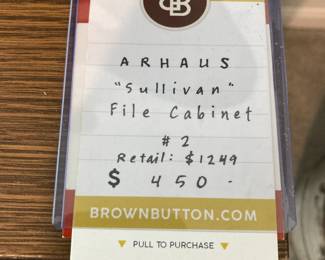 B
ARHAUS
"Sullivan"
File Cabinet
#2
Retail: $1249
$ 450-
BROWNBUTTON.COM
PULL TO PURCHASE